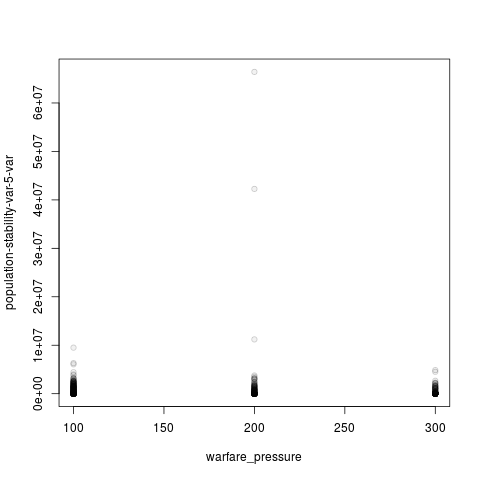 population-stability-var-5-var
6e+07
5e+07
4e+07
3e+07
2e+07
1e+07
0e+00
100
150
200
250
300
warfare_pressure